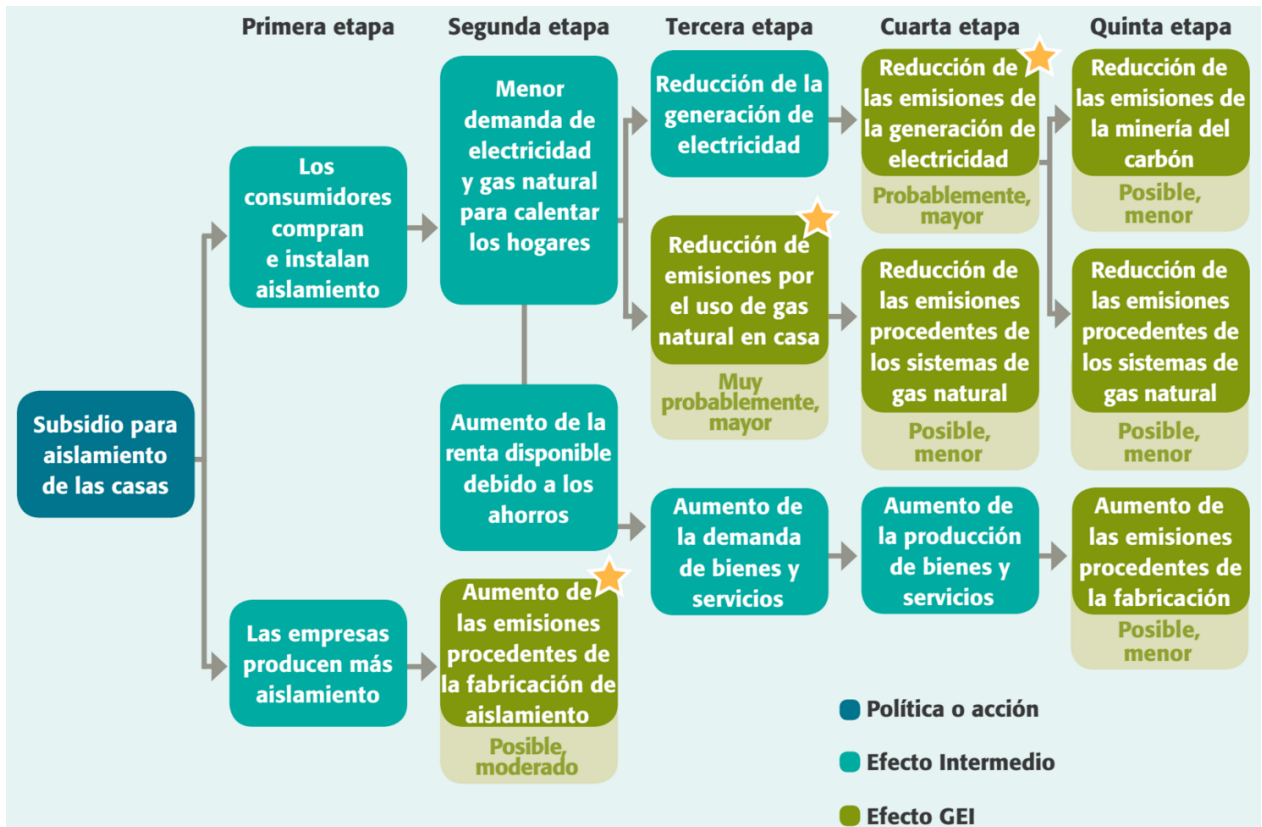 Primera etapa
Segunda etapa
Tercera etapa
Cuarta etapa
Quinta etapa
Subsidio para
aislamiento
de las casas
Los
consumidores
compran
e instalan
aislamiento
Las empresas
producen más
aislamiento
Menor
demanda de
electricidad
y gas natural
para calentar
los hogares
Aumento de la
renta disponible
debido a los
ahorros
Aumento de
las emisiones
procedentes de
la fabricación de
aislamiento
Posible,
moderado
Reducción de la
generación de
electricidad
Reducción de
emisiones por
el uso de gas
natural en casa
Muy
probablemente,
mayor
Aumento de
la demanda
de bienes y
servicios
Reducción de
las emisiones de
la generación de
electricidad
Probablemente,
mayor
Reducción de
las emisiones
procedentes de
los sistemas de
gas natural
Posible,
menor
Aumento de
la producción
de bienes y
servicios
Reducción de
las emisiones de
la minería del
carbón
Posible,
menor
Reducción de
las emisiones
procedentes de
los sistemas de
gas natural
Posible,
menor
Aumento de
las emisiones
procedentes de
la fabricación
Posible,
menor
Política o acción
Efecto Intermedio
Efecto GEI